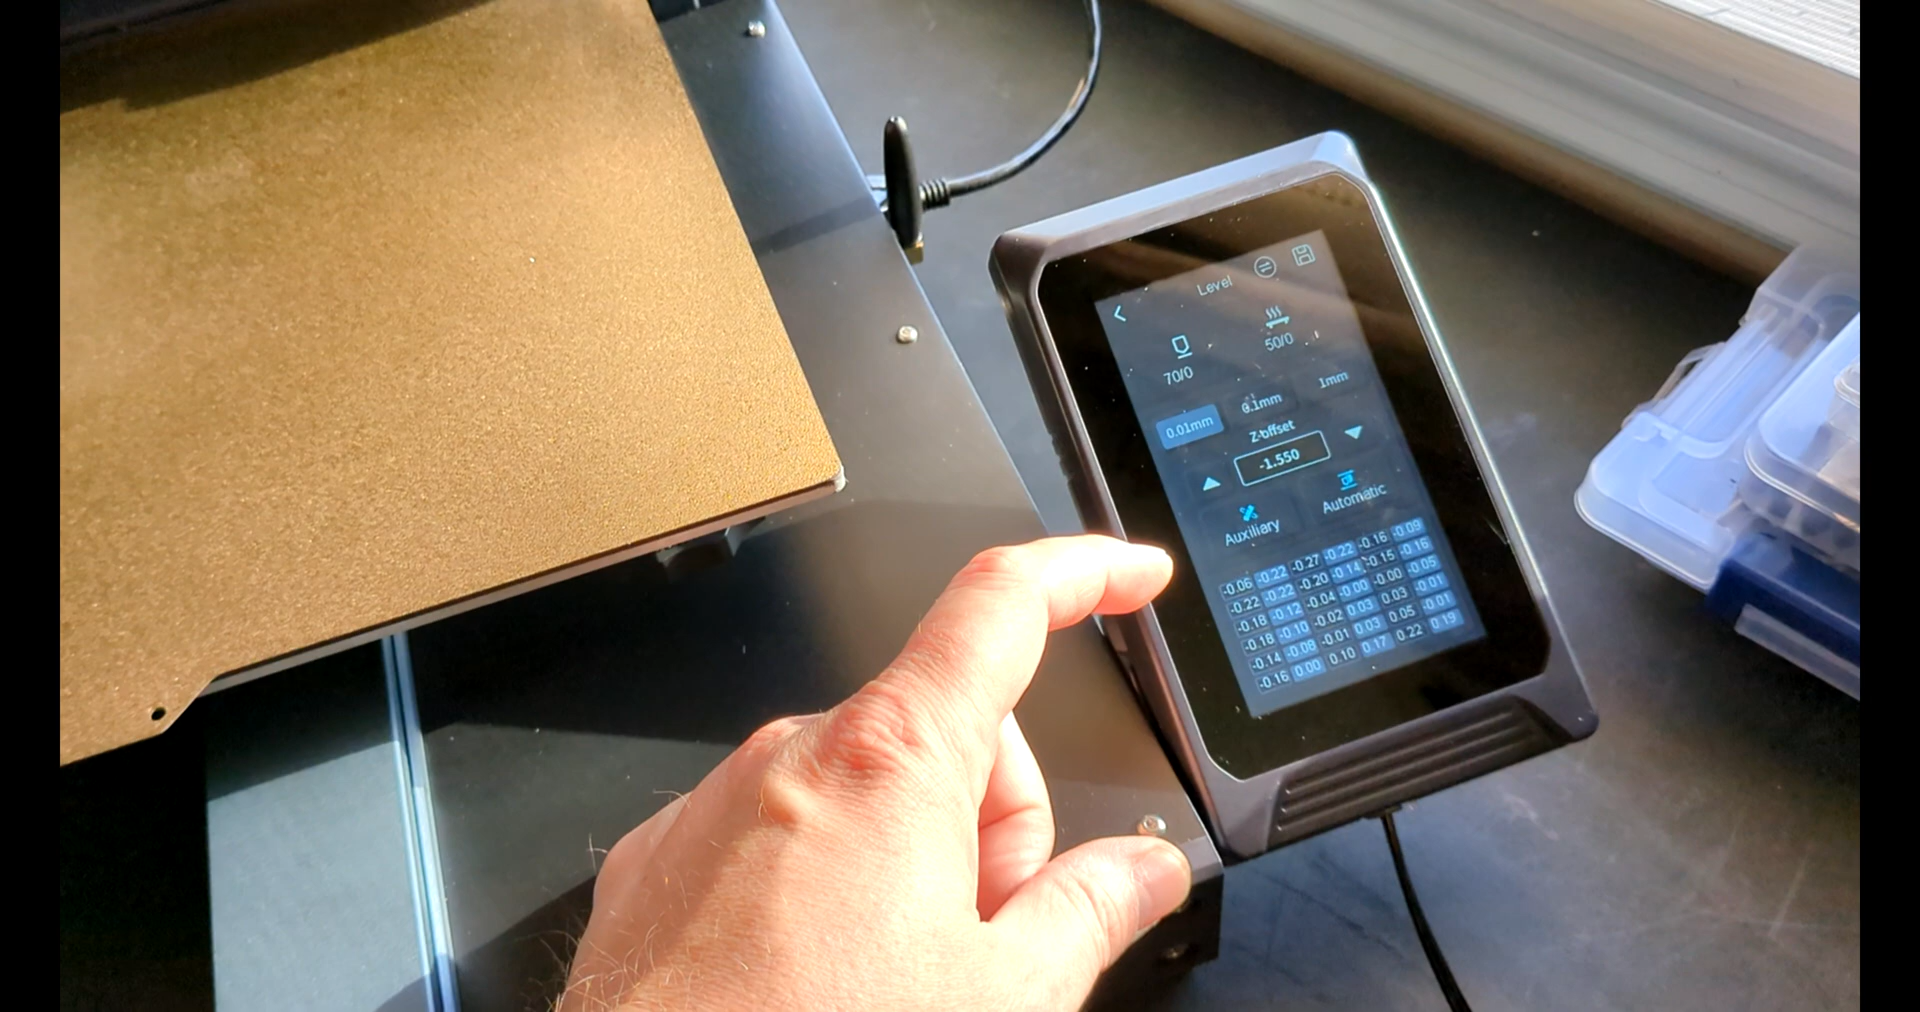 Level
70/0 50/0
0.01mm 0.1mm 1mm
Z-offset
-1.550
Auxiliary Automatic
-0.06 -0.22 -0.27 -0.22 -0.16 -0.09
-0.22 -0.22 -0.20 -0.14 -0.15 -0.16
-0.18 -0.12 -0.04 -0.00 -0.00 -0.05
-0.18 -0.10 -0.02 0.03 0.03 -0.01
-0.14 -0.08 -0.01 0.03 0.05 -0.01
-0.16 0.00 0.10 0.17 0.22 0.19